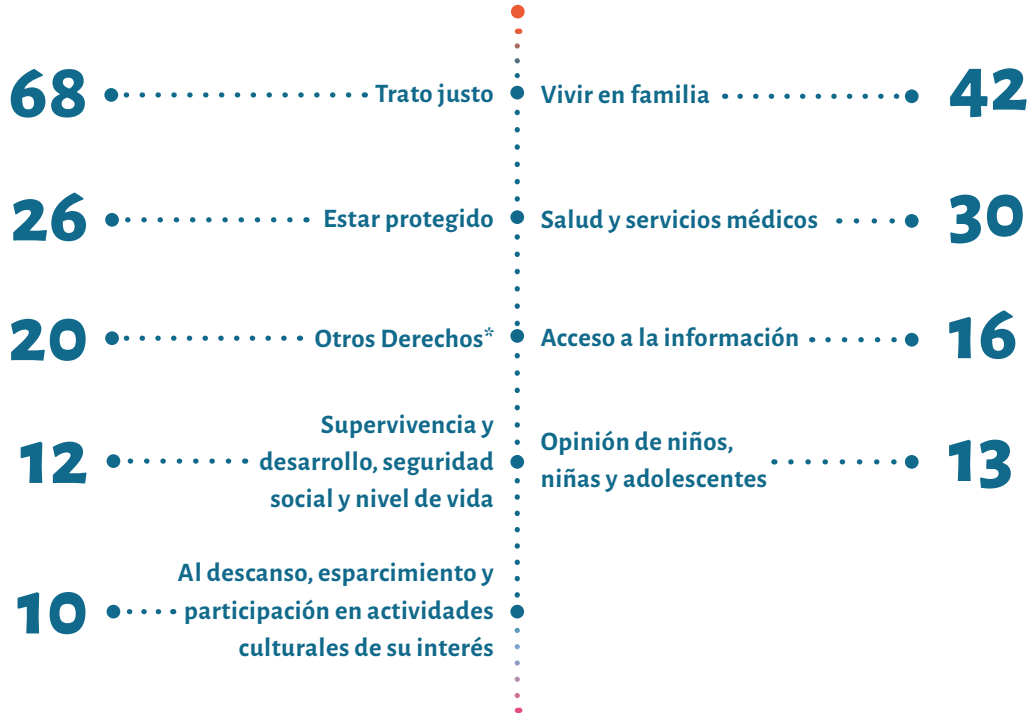 68 Trato justo
Vivir en familia 42
26 Estar protegido
Salud y servicios médicos 30
20 Otros Derechos*
Acceso a la información 16
12 Supervivencia y
desarrollo, seguridad
social y nivel de vida
Opinión de niños,
niñas y adolescentes 13
10 Al descanso, esparcimiento y
participación en actividades
culturales de su interés